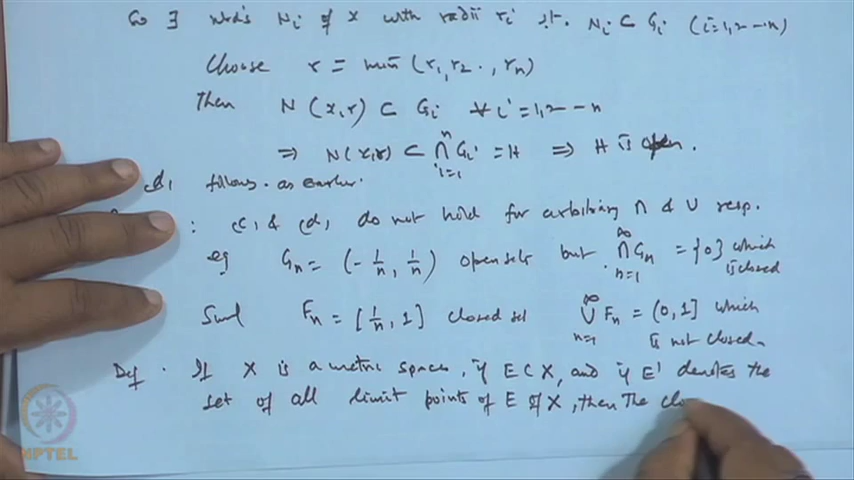 So ∃ nbd's Nᵢ of x with radii rᵢ s.t. Nᵢ ⊂ Gᵢ (i=1,2 --- n)
Choose r = min (r₁, r₂ ., rₙ)
Then N (x,r) ⊂ Gᵢ ∀ i=1,2 -- n
⇒ N(x,r) ⊂ ⋂ᵢ₌₁ⁿ Gᵢ = H ⇒ H is open.
d, follows. as earlier.
: (c) & (d), do not hold for arbitrary ∩ & ∪ resp.
eg Gₙ = (-1/n, 1/n) open sets but ⋂ₙ₌₁^∞ Gₙ = {0} which is closed
Fₙ = [1/n, 1] closed set ⋃ₙ₌₁^∞ Fₙ = (0, 1] which is not closed.
Def. If X is a metric space, if E ⊂ X, and if E' denotes the
set of all limit points of E of X, then The clo
NPTEL